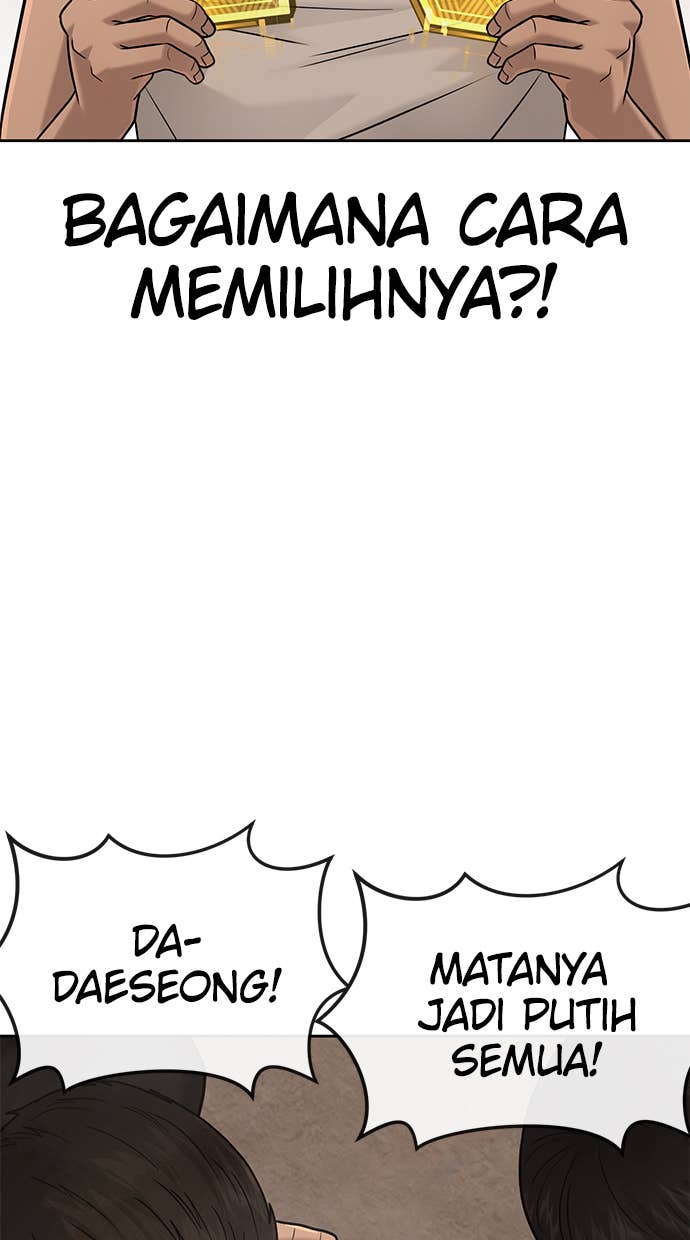 BAGAIMANA CARA
MEMILIHNYA?!
DA-
DAESEONG!
MATANYA
JADI PUTIH
SEMUA!